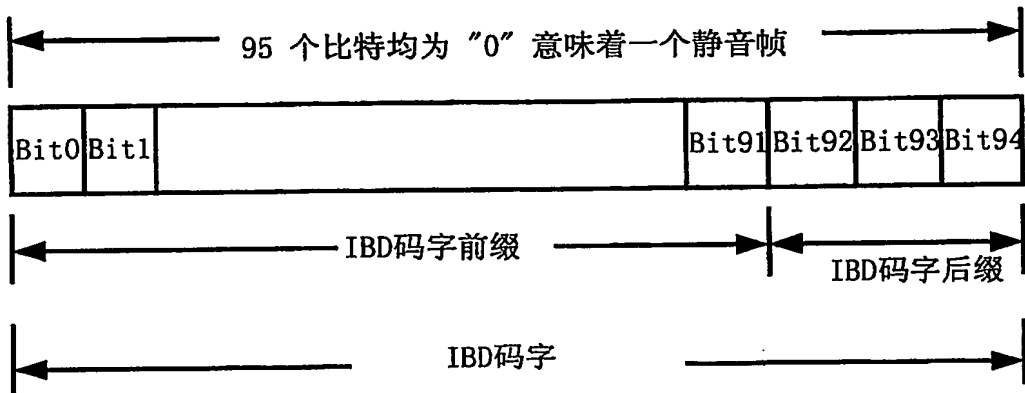 95 个比特均为 "0" 意味着一个静音帧
Bit0 Bit1 Bit91 Bit92 Bit93 Bit94
IBD码字前缀
IBD码字后缀
IBD码字